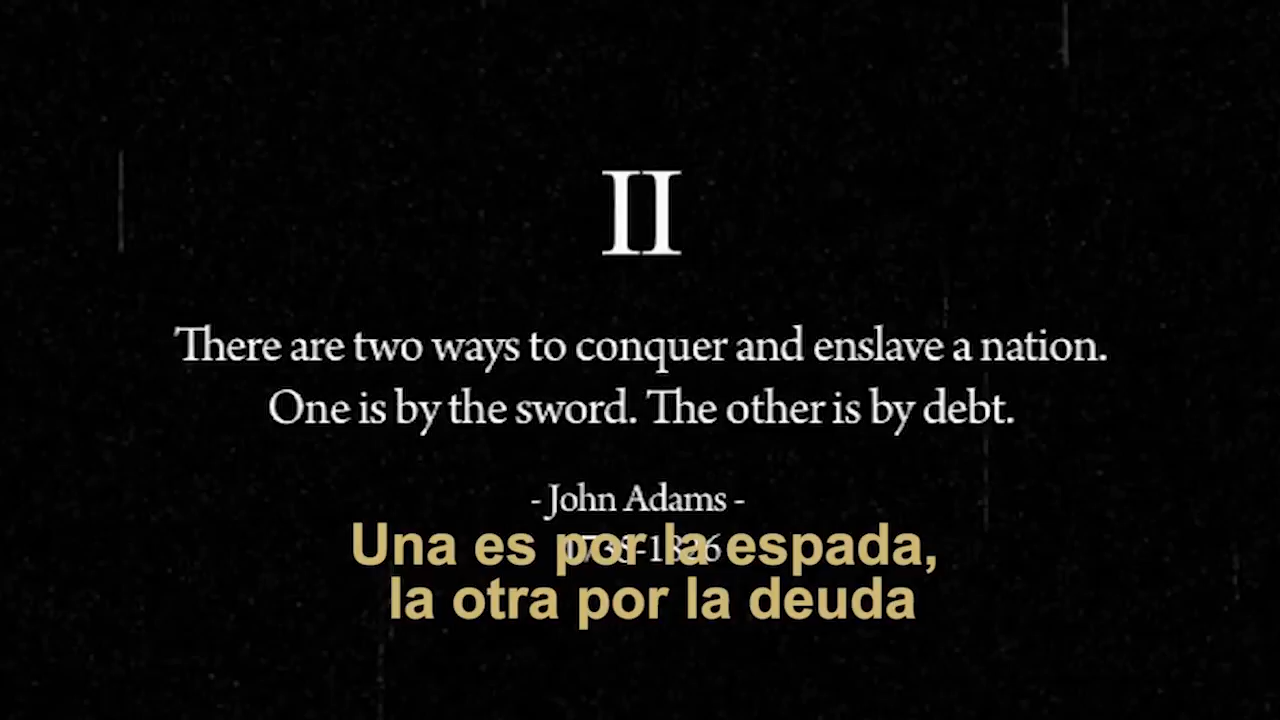 II
There are two ways to conquer and enslave a nation.
One is by the sword. The other is by debt.
- John Adams -
Una es por la espada,
la otra por la deuda